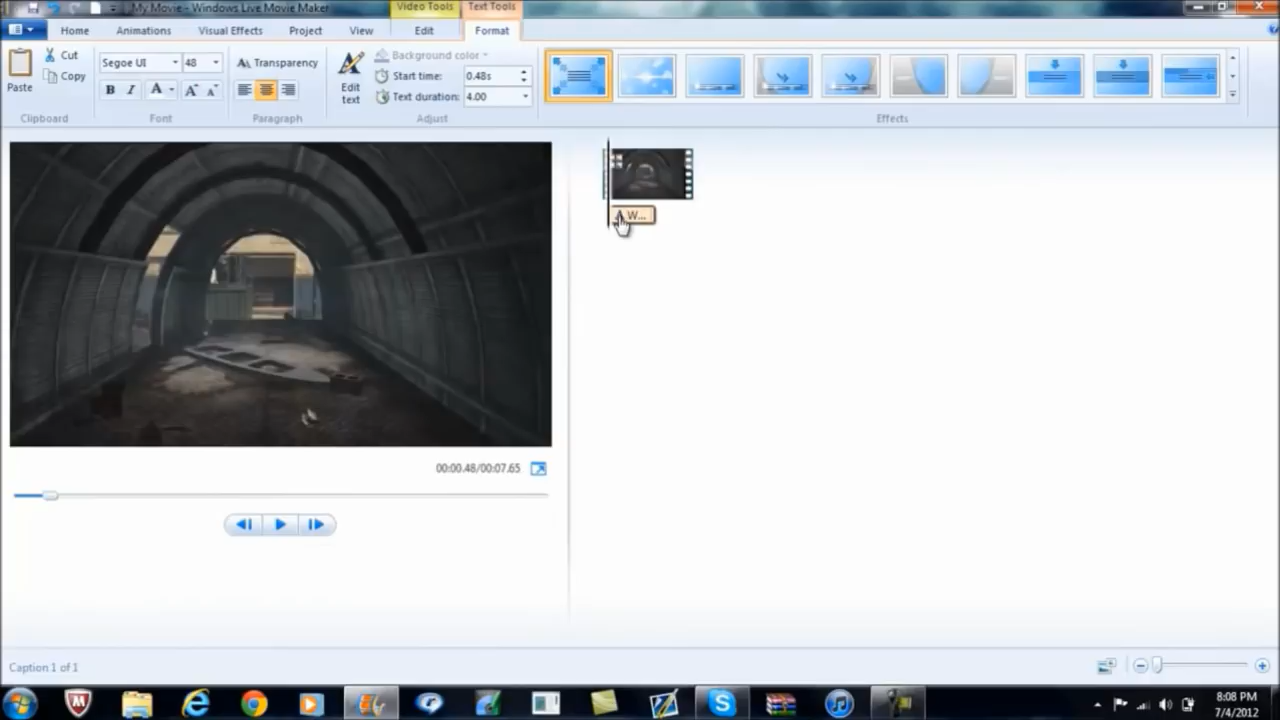 My Movie - Windows Live Movie Maker
Video Tools
Text Tools
Home
Animations
Visual Effects
Project
View
Edit
Format
Paste
Cut
Copy
Clipboard
Segoe UI
48
B
I
A
A
A
Font
Transparency
Paragraph
Edit text
Background color
Start time:
0.48s
Text duration:
4.00
Adjust
Effects
W...
00:00.48/00:07.65
Caption 1 of 1
8:08 PM
7/4/2012